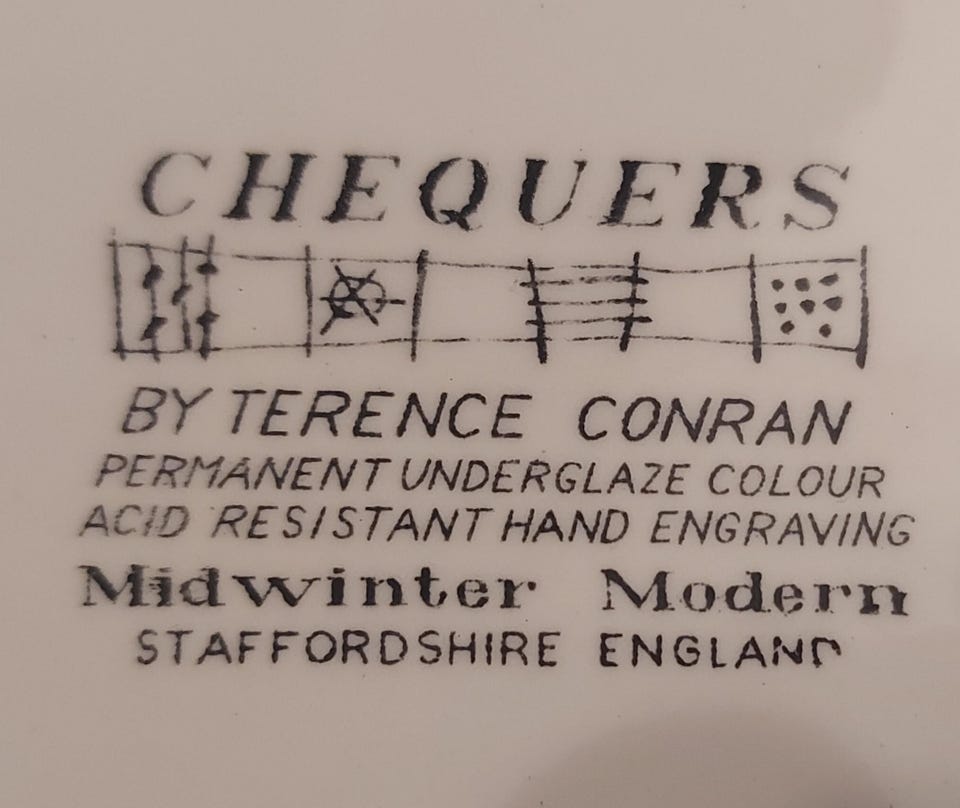 CHEQUERS
BY TERENCE CONRAN
PERMANENT UNDERGLAZE COLOUR
ACID RESISTANT HAND ENGRAVING
Midwinter Modern
STAFFORDSHIRE ENGLAND